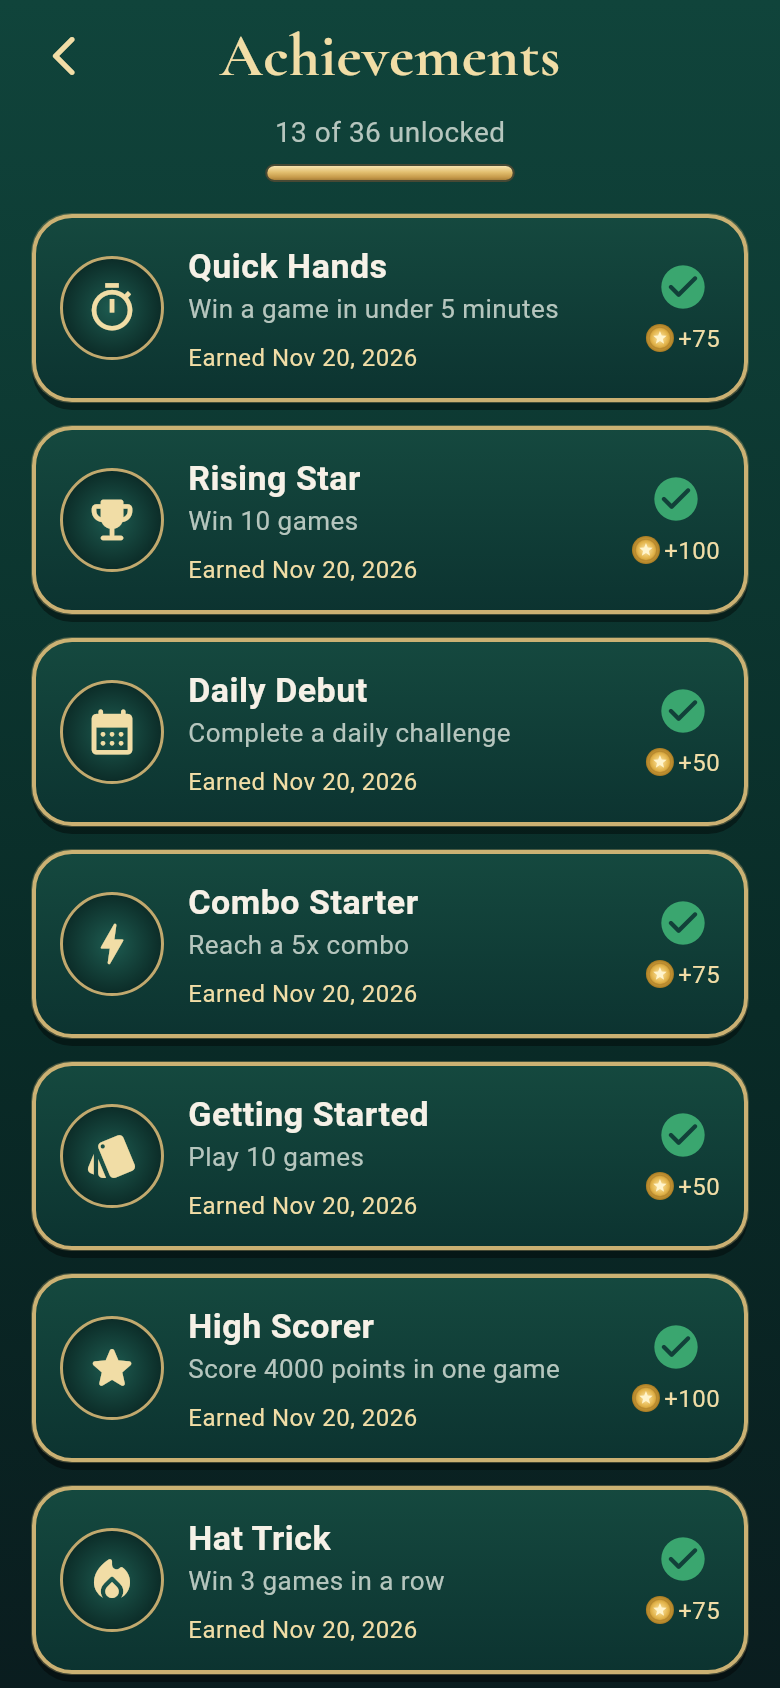 Achievements
13 of 36 unlocked
Quick Hands
Win a game in under 5 minutes
Earned Nov 20, 2026
+75
Rising Star
Win 10 games
Earned Nov 20, 2026
+100
Daily Debut
Complete a daily challenge
Earned Nov 20, 2026
+50
Combo Starter
Reach a 5x combo
Earned Nov 20, 2026
+75
Getting Started
Play 10 games
Earned Nov 20, 2026
+50
High Scorer
Score 4000 points in one game
Earned Nov 20, 2026
+100
Hat Trick
Win 3 games in a row
Earned Nov 20, 2026
+75